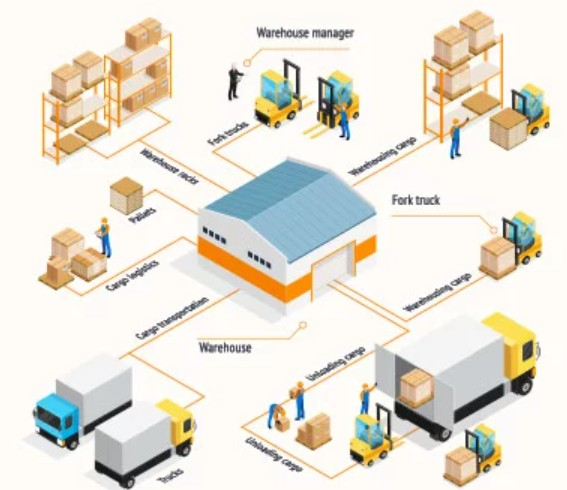 Warehouse manager
Fork trucks
Warehousing cargo
Warehouse racks
Pallets
Fork truck
Cargo logistics
Warehousing cargo
Cargo transportation
Warehouse
Unloading cargo
Unloading cargo
Trucks